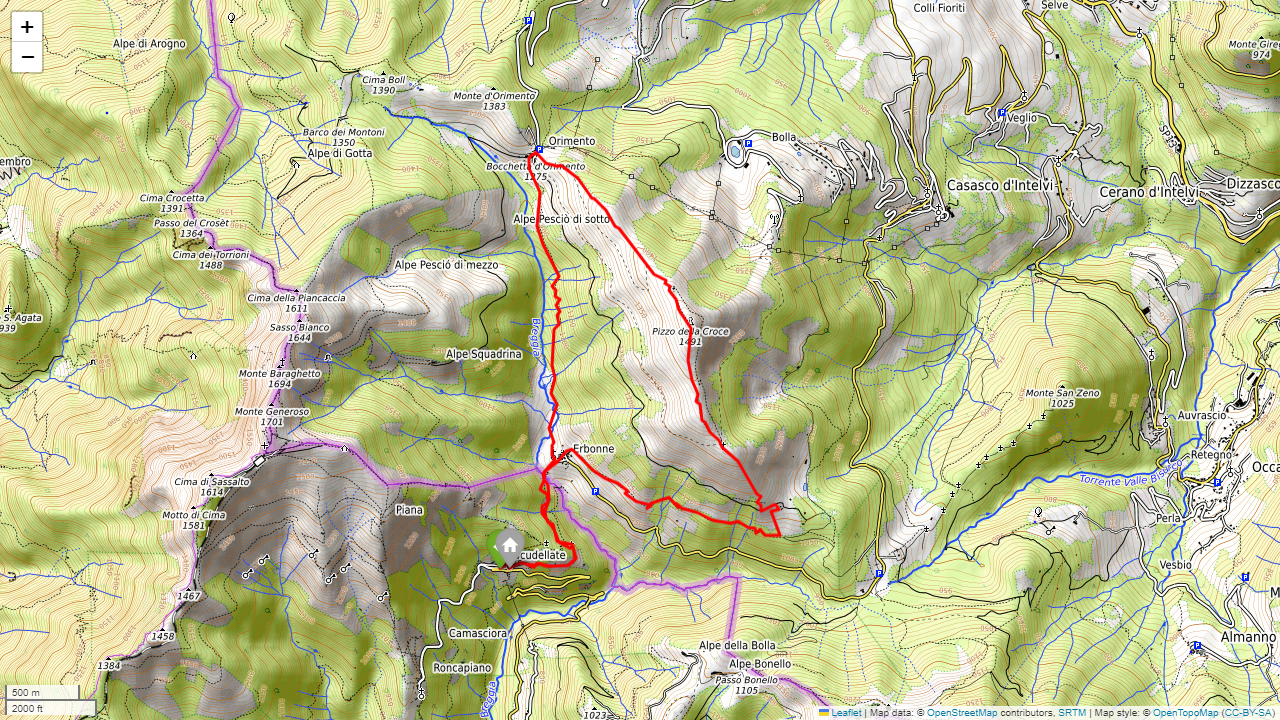 +
−
Colli Fioriti
Selve
Alpe di Arogno
Cima Boll
1390
Monte d'Orimento
1383
974
Barco dei Montoni
1350
Alpe di Gotta
Orimento
Bocchetta d'Orimento
1275
Bolla
Veglio
SP13
Casasco d'Intelvi
Cerano d'Intelvi
Dizzasco
Cima Crocetta
1391
Passo del Crosèt
1364
Cima dei Torrioni
1488
Alpe Pesciò di sotto
Alpe Pesciò di mezzo
Cima della Piancaccia
1611
S. Agata
939
Sasso Bianco
1644
Breggia
Pizzo della Croce
1491
Alpe Squadrina
Monte Baraghetto
1694
Monte San Zeno
1025
Monte Generoso
1701
Auvrascio
Erbonne
Retegno
Cima di Sassalto
1614
Torrente Valle Bisurco
Piana
Motto di Cima
1581
Perla
cudellate
Vesbio
1467
Camasciora
1458
Almanno
Alpe della Bolla
Roncapiano
Alpe Bonello
1384
Passo Bonello
1105
Breggia
1023
500 m
2000 ft
Leaflet | Map data: © OpenStreetMap contributors, SRTM | Map style: © OpenTopoMap (CC-BY-SA)